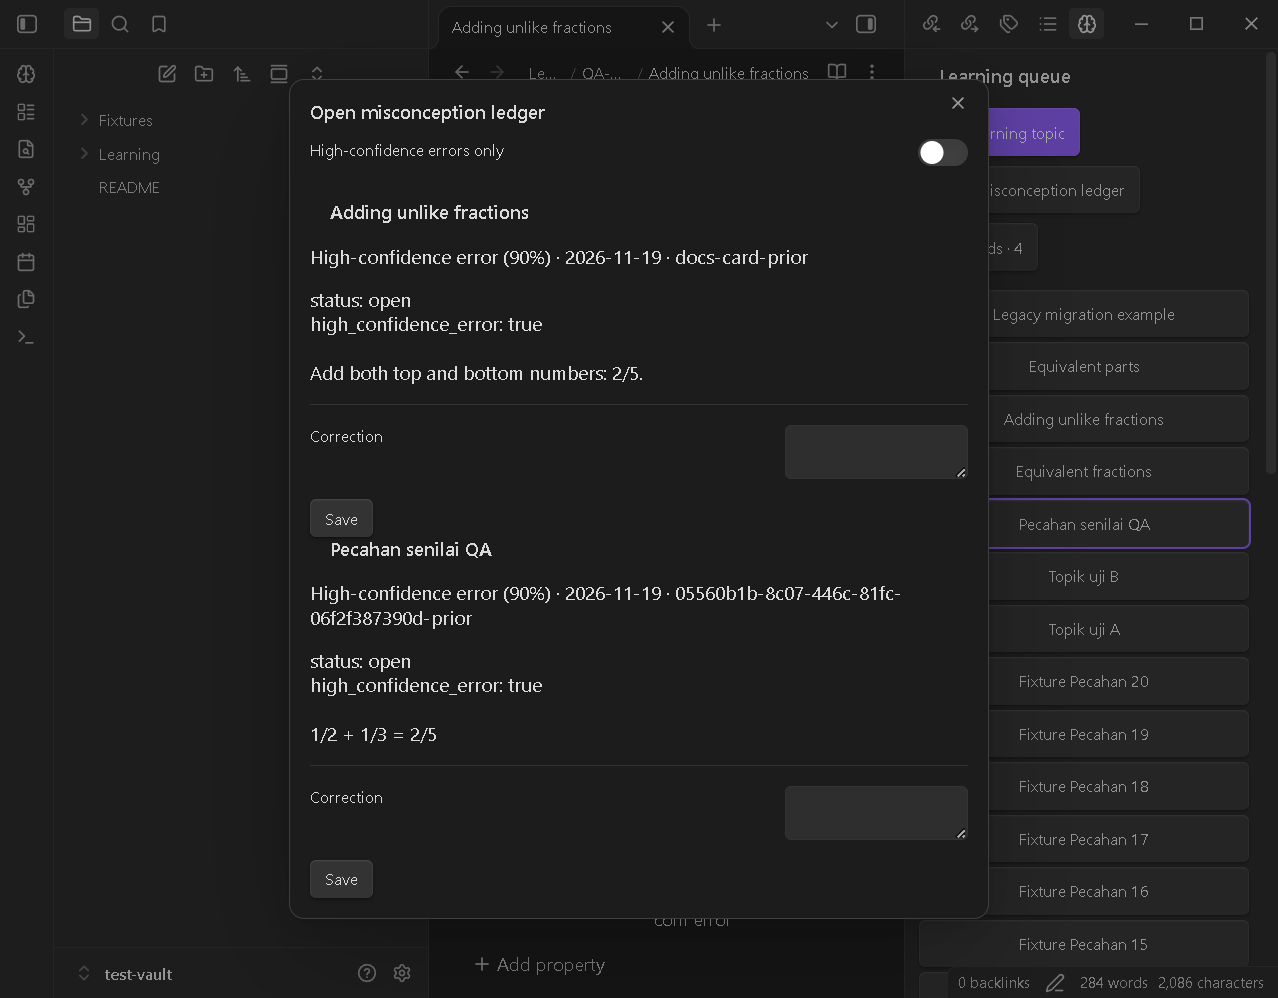 Adding unlike fractions
Le... / QA-... / Adding unlike fractions
Fixtures
Learning
README
test-vault
Open misconception ledger
High-confidence errors only
Adding unlike fractions
High-confidence error (90%) · 2026-11-19 · docs-card-prior
status: open
high_confidence_error: true
Add both top and bottom numbers: 2/5.
Correction
Save
Pecahan senilai QA
High-confidence error (90%) · 2026-11-19 · 05560b1b-8c07-446c-81fc-
06f2f387390d-prior
status: open
high_confidence_error: true
1/2 + 1/3 = 2/5
Correction
Save
Add property
Learning queue
rning topic
isconception ledger
ds · 4
Legacy migration example
Equivalent parts
Adding unlike fractions
Equivalent fractions
Pecahan senilai QA
Topik uji B
Topik uji A
Fixture Pecahan 20
Fixture Pecahan 19
Fixture Pecahan 18
Fixture Pecahan 17
Fixture Pecahan 16
Fixture Pecahan 15
0 backlinks 284 words 2,086 characters